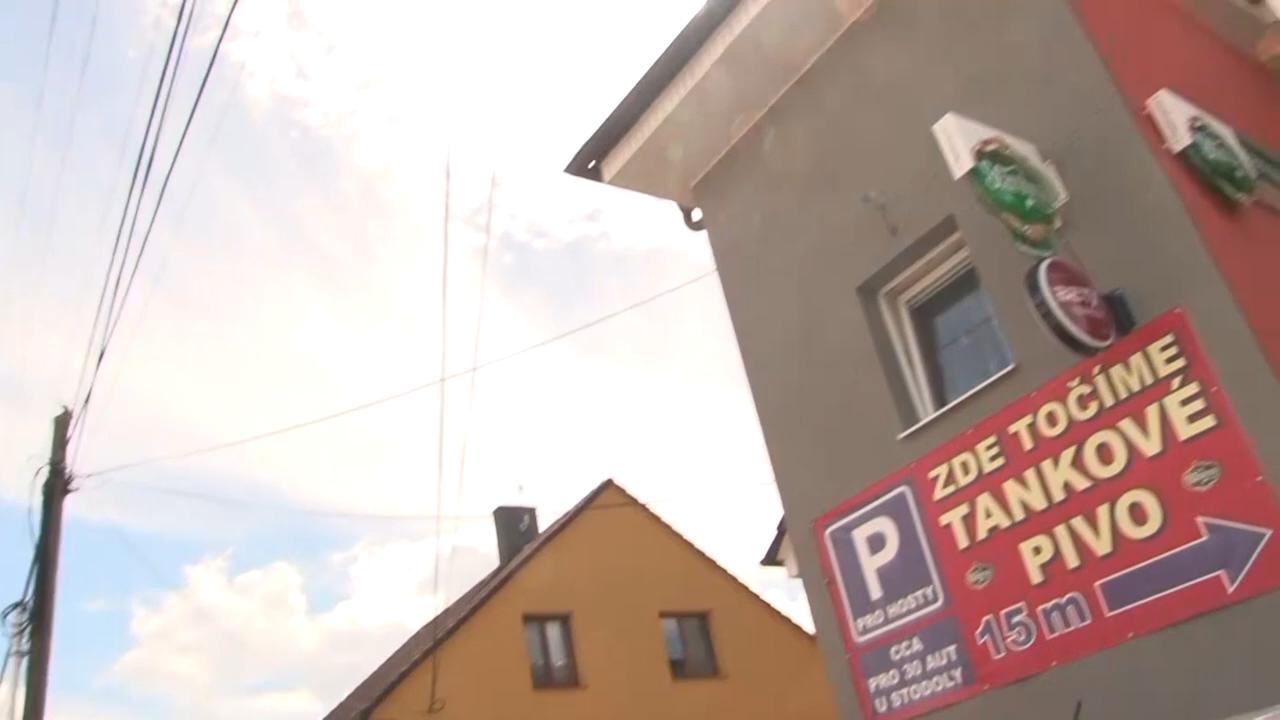 ZDE TOČÍME
TANKOVÉ
PIVO
15 m
P
PRO HOSTY
CCA
PRO 30 AUT
U STODOLY